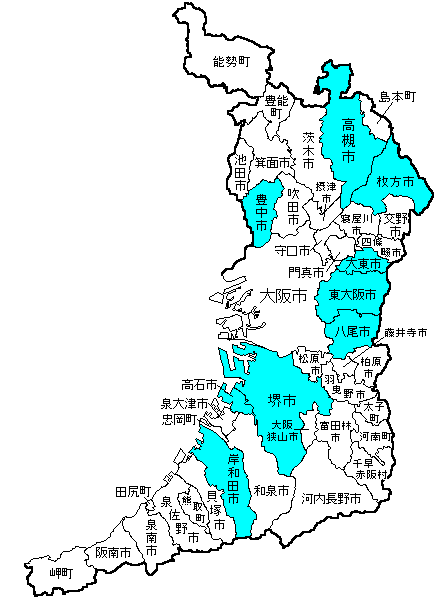 能勢町
豊能
町
島本町
高槻市
茨木市
池田市
箕面市
摂津
市
枚方市
豊中市
吹田市
寝屋川
市
交野
市
守口市
四條
畷市
門真市
大東市
大阪市
東大阪市
八尾市
藤井寺市
松原
市
柏原
市
羽曳野市
高石市
堺市
泉大津市
忠岡町
太子
町
大阪
狭山市
富田林
市
河南町
千早
赤阪村
岸和田市
和泉市
河内長野市
田尻町
貝塚市
熊取町
泉佐野市
泉南市
阪南市
岬町